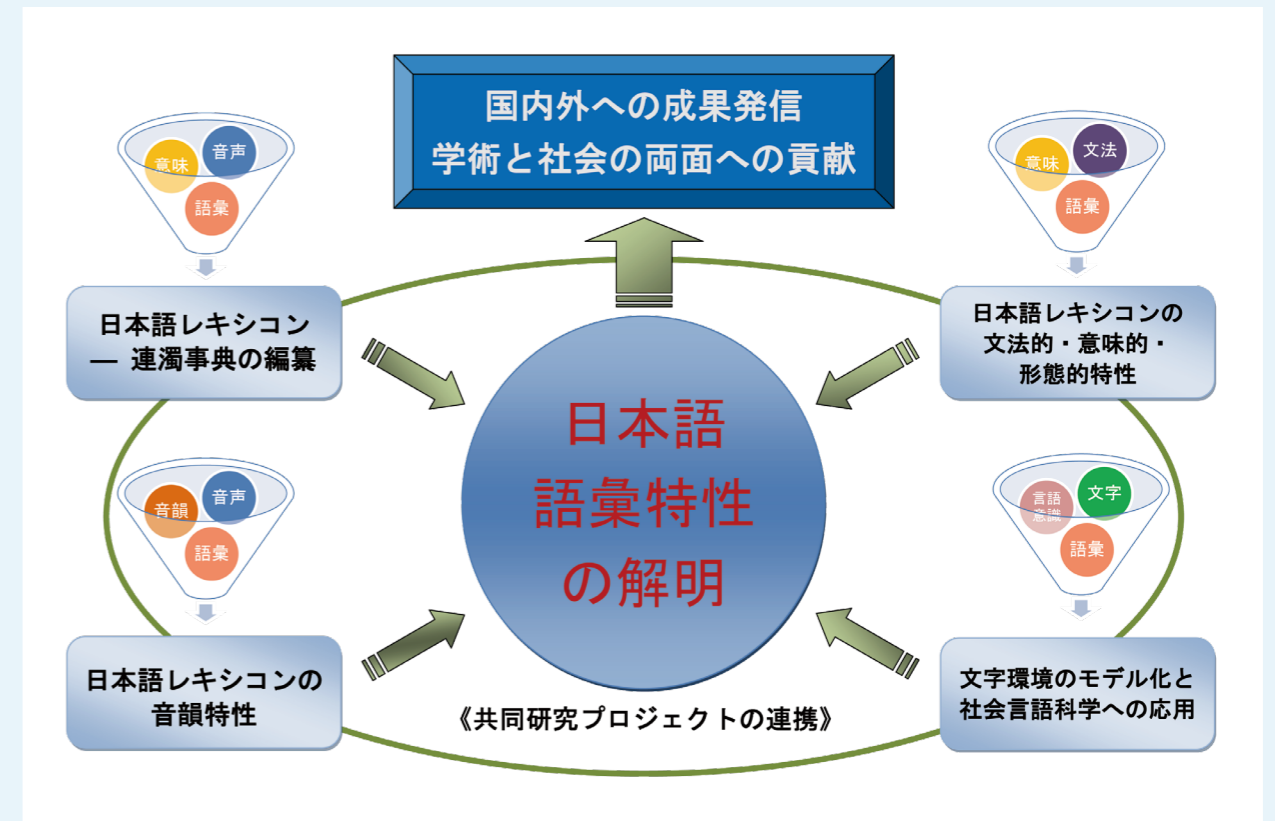 国内外への成果発信
学術と社会の両面への貢献
意味
音声
語彙
日本語レキシコン
― 連濁事典の編纂
意味
文法
語彙
日本語レキシコンの
文法的・意味的・
形態的特性
日本語
語彙特性
の解明
音韻
音声
語彙
日本語レキシコンの
音韻特性
言語
意識
文字
語彙
文字環境のモデル化と
社会言語科学への応用
《共同研究プロジェクトの連携》